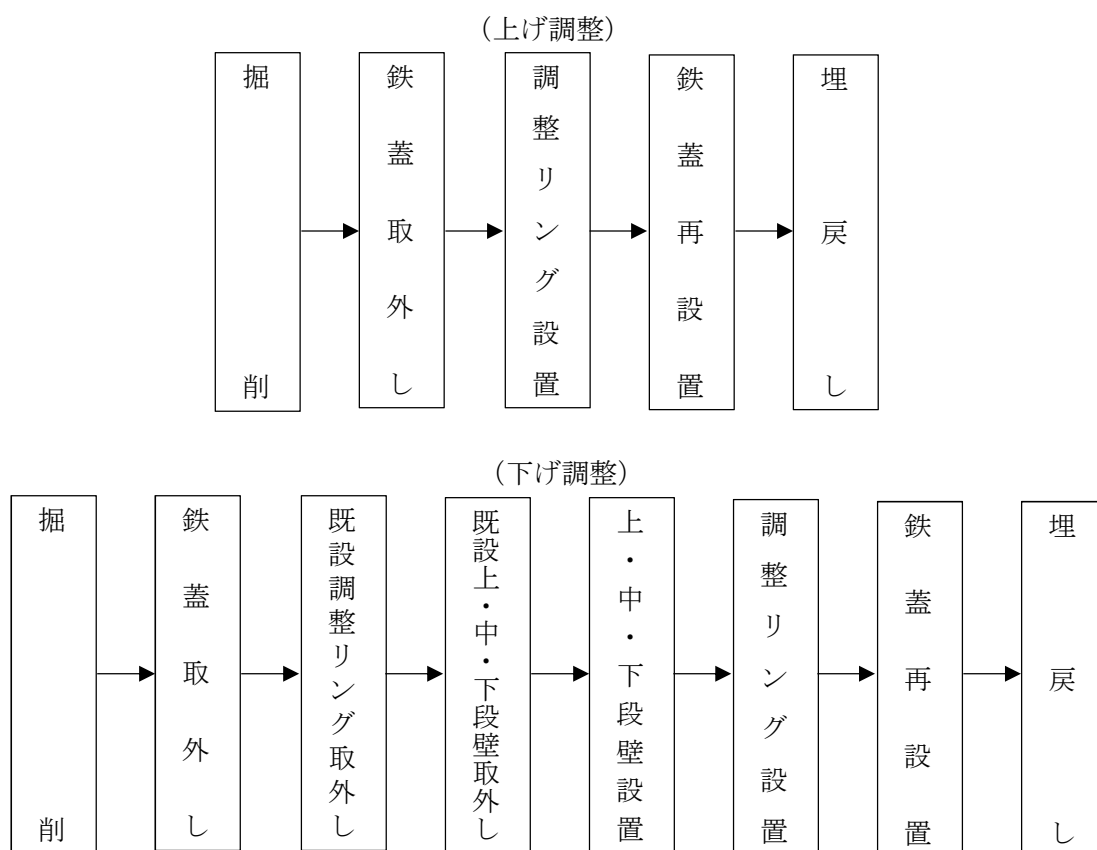 （上げ調整）
掘削
鉄蓋取外し
調整リング設置
鉄蓋再設置
埋戻し
（下げ調整）
掘削
鉄蓋取外し
既設調整リング取外し
既設上・中・下段壁取外し
上・中・下段壁設置
調整リング設置
鉄蓋再設置
埋戻し